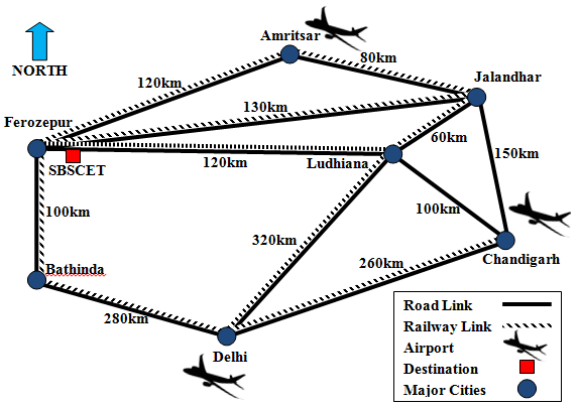 Amritsar
80km
NORTH
120km
Jalandhar
130km
Ferozepur
60km
SBSCET
120km
Ludhiana
150km
100km
100km
320km
Chandigarh
260km
Bathinda
280km
Delhi
Road Link
Railway Link
Airport
Destination
Major Cities